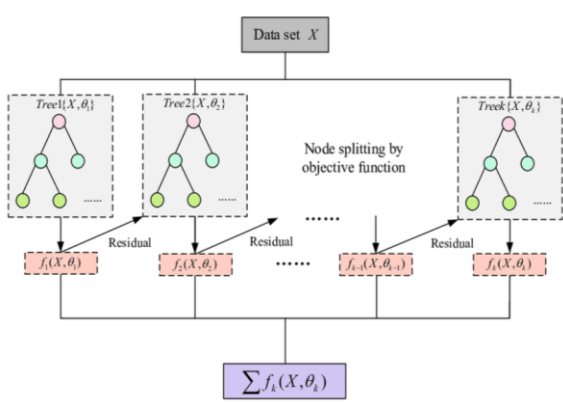 Data set X
Tree1{X,θ₁}
Tree2{X,θ₂}
Treek{X,θₖ}
Node splitting by
objective function
......
......
......
......
Residual
Residual
Residual
f₁(X,θ₁)
f₂(X,θ₂)
......
fₖ₋₁(X,θₖ₋₁)
fₖ(X,θₖ)
∑fₖ(X,θₖ)